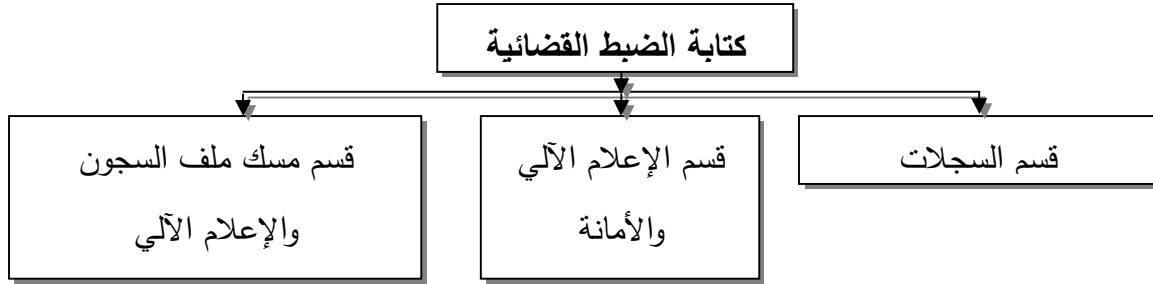 كتابة الضبط القضائية
قسم السجلات
قسم الإعلام الآلي
والأمانة
قسم مسك ملف السجون
والإعلام الآلي